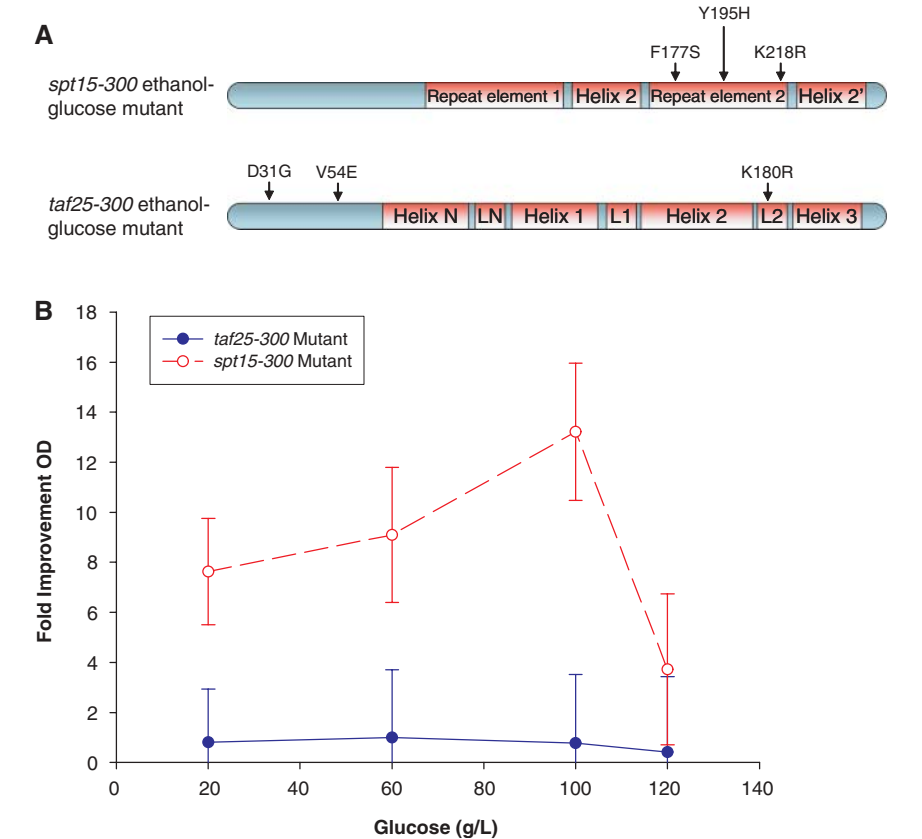 A
Y195H
F177S
K218R
spt15-300 ethanol-
glucose mutant
Repeat element 1
Helix 2
Repeat element 2
Helix 2’
D31G
V54E
K180R
taf25-300 ethanol-
glucose mutant
Helix N
LN
Helix 1
L1
Helix 2
L2
Helix 3
B
18
16
14
12
10
8
6
4
2
0
Fold Improvement OD
taf25-300 Mutant
spt15-300 Mutant
0
20
40
60
80
100
120
140
Glucose (g/L)